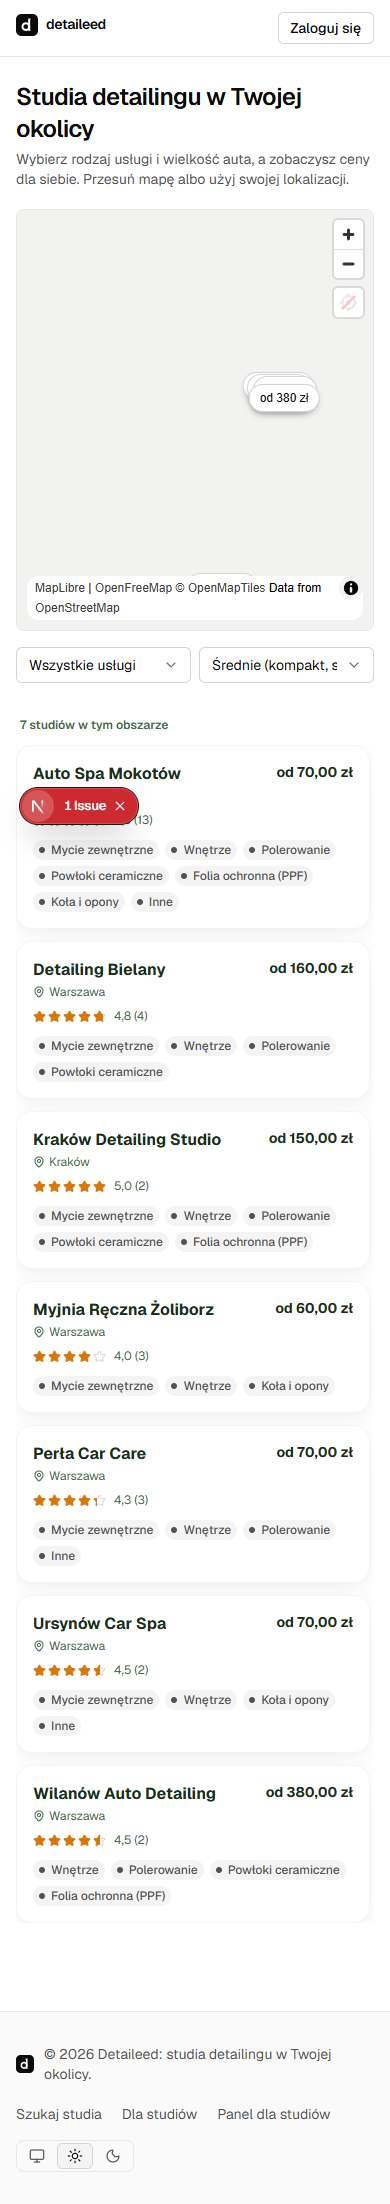 detaileed
Zaloguj się
Studia detailingu w Twojej
okolicy
Wybierz rodzaj usługi i wielkość auta, a zobaczysz ceny
dla siebie. Przesuń mapę albo użyj swojej lokalizacji.
od 380 zł
MapLibre | OpenFreeMap © OpenMapTiles Data from
OpenStreetMap
Wszystkie usługi
Średnie (kompakt, s
7 studiów w tym obszarze
Auto Spa Mokotów
od 70,00 zł
1 Issue
(13)
Mycie zewnętrzne Wnętrze Polerowanie
Powłoki ceramiczne Folia ochronna (PPF)
Koła i opony Inne
Detailing Bielany
od 160,00 zł
Warszawa
4,8 (4)
Mycie zewnętrzne Wnętrze Polerowanie
Powłoki ceramiczne
Kraków Detailing Studio
od 150,00 zł
Kraków
5,0 (2)
Mycie zewnętrzne Wnętrze Polerowanie
Powłoki ceramiczne Folia ochronna (PPF)
Myjnia Ręczna Żoliborz
od 60,00 zł
Warszawa
4,0 (3)
Mycie zewnętrzne Wnętrze Koła i opony
Perła Car Care
od 70,00 zł
Warszawa
4,3 (3)
Mycie zewnętrzne Wnętrze Polerowanie
Inne
Ursynów Car Spa
od 70,00 zł
Warszawa
4,5 (2)
Mycie zewnętrzne Wnętrze Koła i opony
Inne
Wilanów Auto Detailing
od 380,00 zł
Warszawa
4,5 (2)
Wnętrze Polerowanie Powłoki ceramiczne
Folia ochronna (PPF)
© 2026 Detaileed: studia detailingu w Twojej
okolicy.
Szukaj studia Dla studiów Panel dla studiów